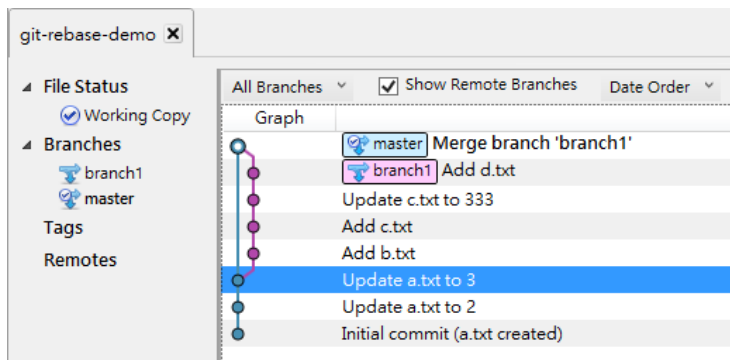 git-rebase-demo
File Status
Working Copy
Branches
branch1
master
Tags
Remotes
All Branches Show Remote Branches Date Order
Graph
master Merge branch 'branch1'
branch1 Add d.txt
Update c.txt to 333
Add c.txt
Add b.txt
Update a.txt to 3
Update a.txt to 2
Initial commit (a.txt created)